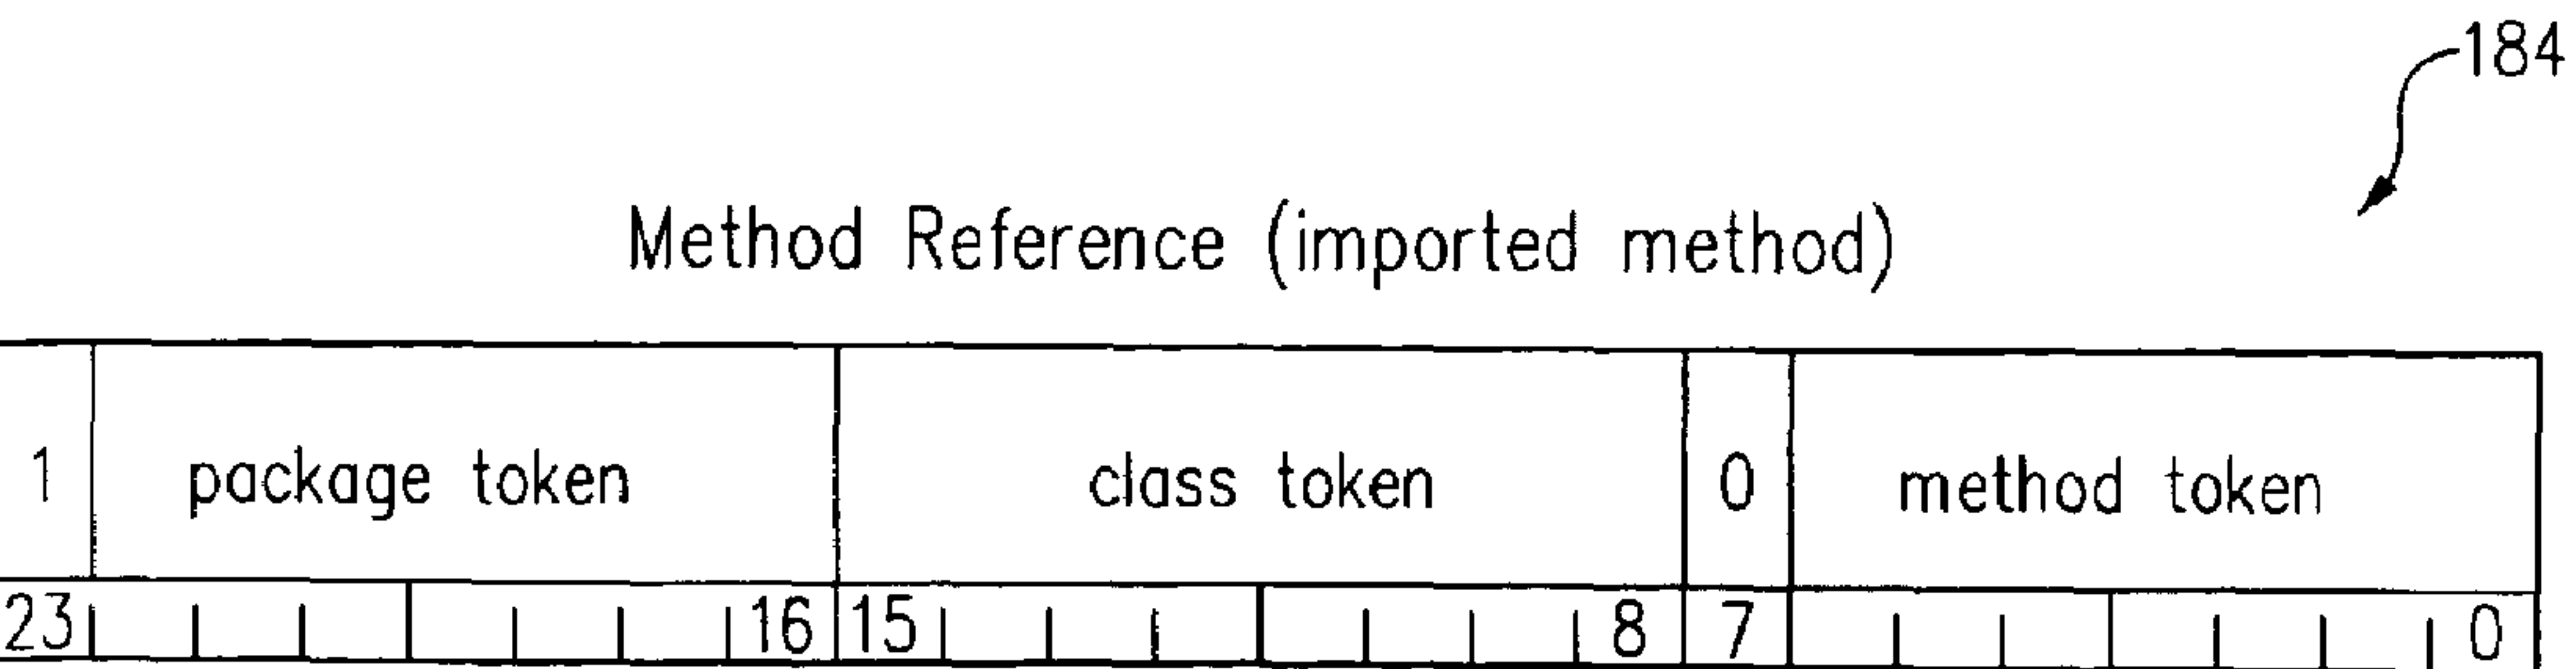 184
Method Reference (imported method)
1 package token class token 0 method token
23 16 15 8 7 0